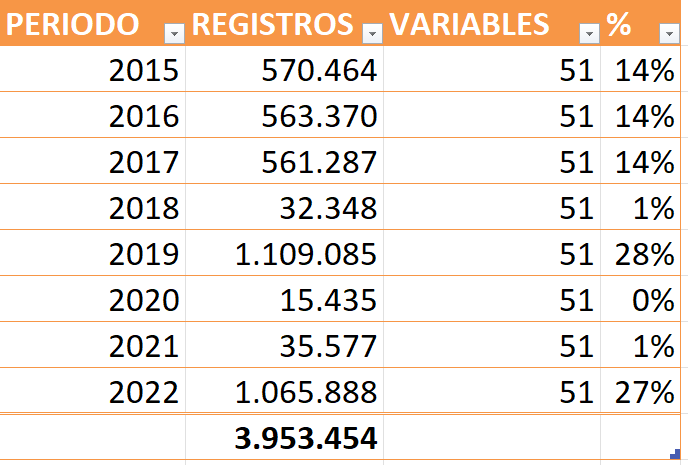 PERIODO REGISTROS VARIABLES %
2015 570.464 51 14%
2016 563.370 51 14%
2017 561.287 51 14%
2018 32.348 51 1%
2019 1.109.085 51 28%
2020 15.435 51 0%
2021 35.577 51 1%
2022 1.065.888 51 27%
3.953.454